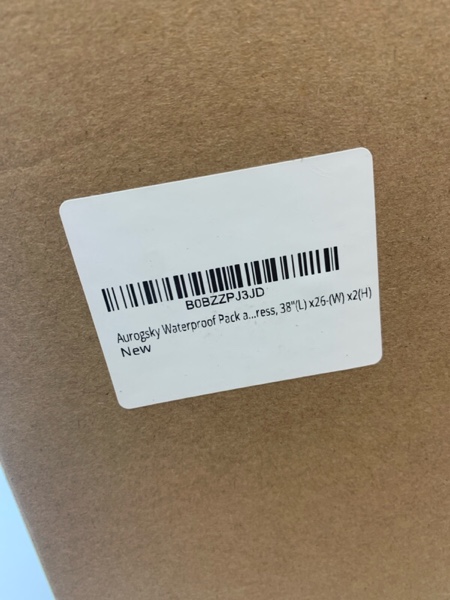 B0BZZPJ3JD
Aurogsky Waterproof Pack a...ress, 38"(L) x26-(W) x2(H)
New